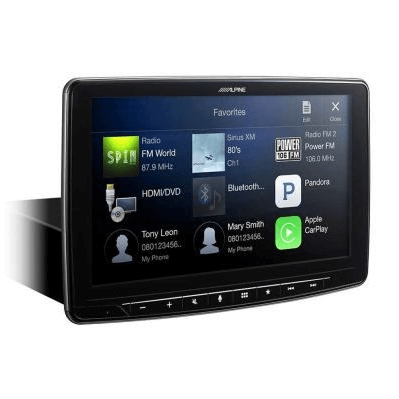 ALPINE
Favorites
Edit
Close
SPIN
Radio
FM World
87.9 MHz
Sirius XM
80's
Ch1
POWER
106 FM
Radio FM 2
Power FM
106.0 MHz
HDMI/DVD
Bluetooth...
P
Pandora
Tony Leon
080123456..
My Phone
Mary Smith
080123456..
My Phone
Apple
CarPlay